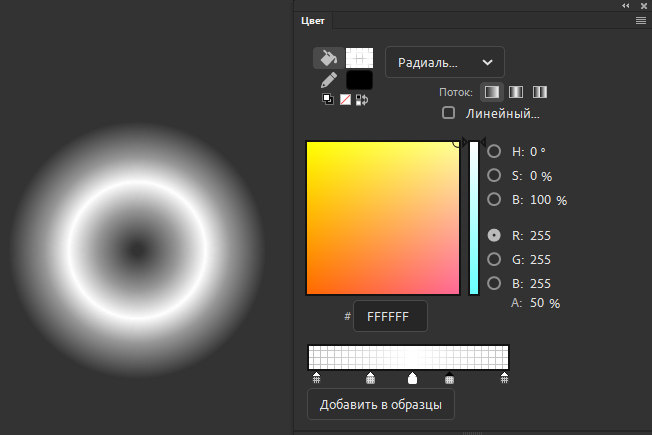 Цвет
Радиаль...
Поток:
Линейный...
H: 0 °
S: 0 %
B: 100 %
R: 255
G: 255
B: 255
A: 50 %
# FFFFFF
Добавить в образцы